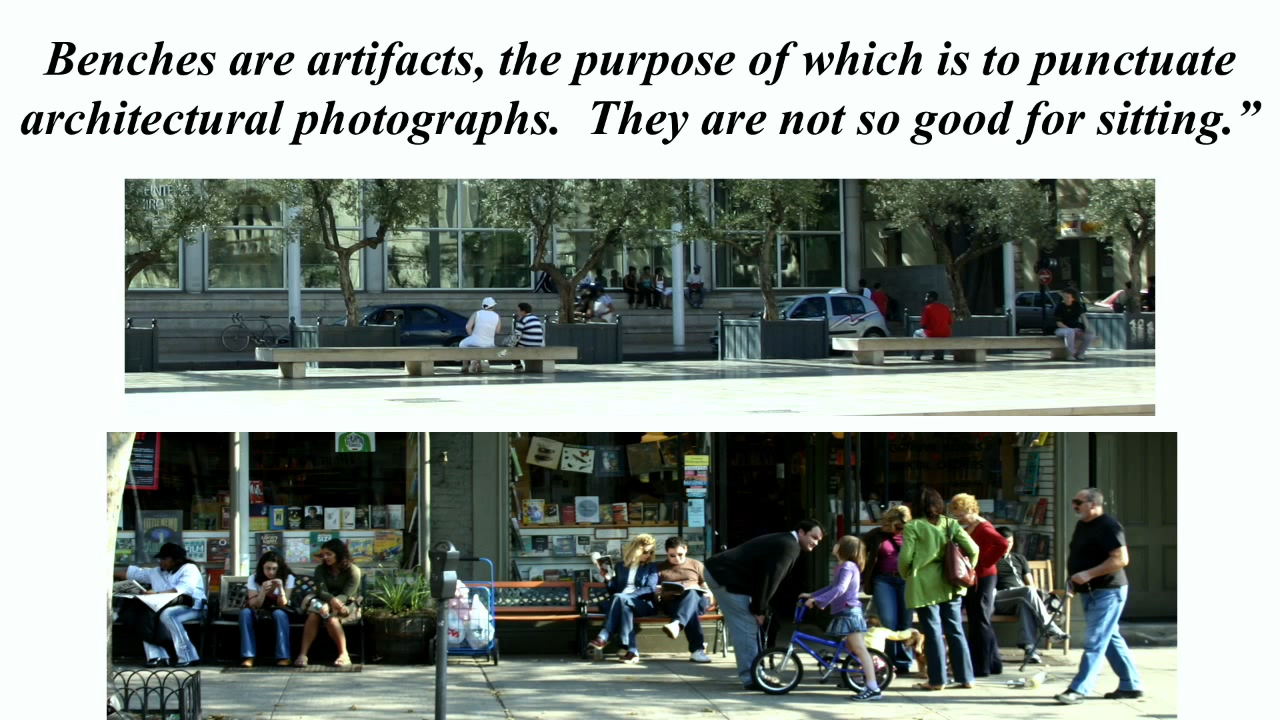 Benches are artifacts, the purpose of which is to punctuate
architectural photographs.  They are not so good for sitting.”